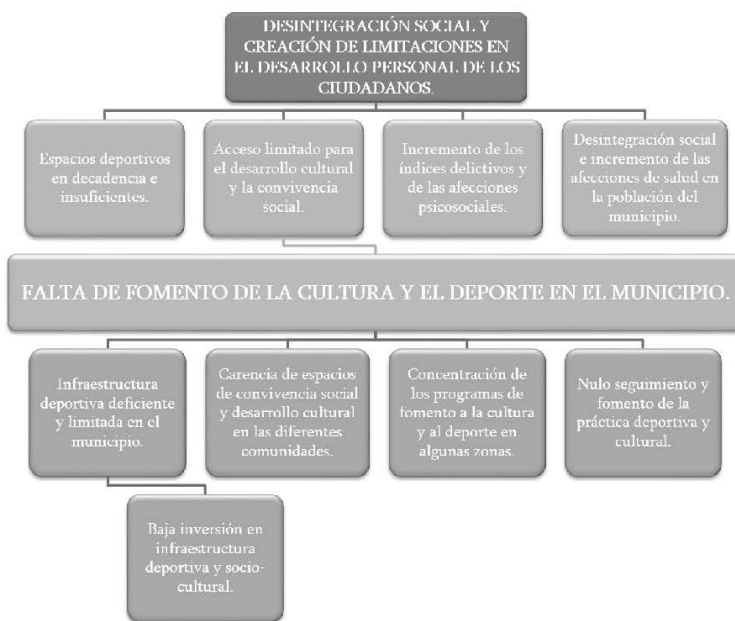 DESINTEGRACIÓN SOCIAL Y
CREACIÓN DE LIMITACIONES EN
EL DESARROLLO PERSONAL DE LOS
CIUDADANOS.
Espacios deportivos
en decadencia e
insuficientes.
Acceso limitado para
el desarrollo cultural
y la convivencia
social.
Incremento de los
índices delictivos y
de las afecciones
psicosociales.
Desintegración social
e incremento de las
afecciones de salud en
la población del
municipio.
FALTA DE FOMENTO DE LA CULTURA Y EL DEPORTE EN EL MUNICIPIO.
Infraestructura
deportiva deficiente
y limitada en el
municipio.
Carencia de espacios
de convivencia social
y desarrollo cultural
en las diferentes
comunidades.
Concentración de
los programas de
fomento a la cultura
y al deporte en
algunas zonas.
Nulo seguimiento y
fomento de la
práctica deportiva y
cultural.
Baja inversión en
infraestructura
deportiva y socio-
cultural.